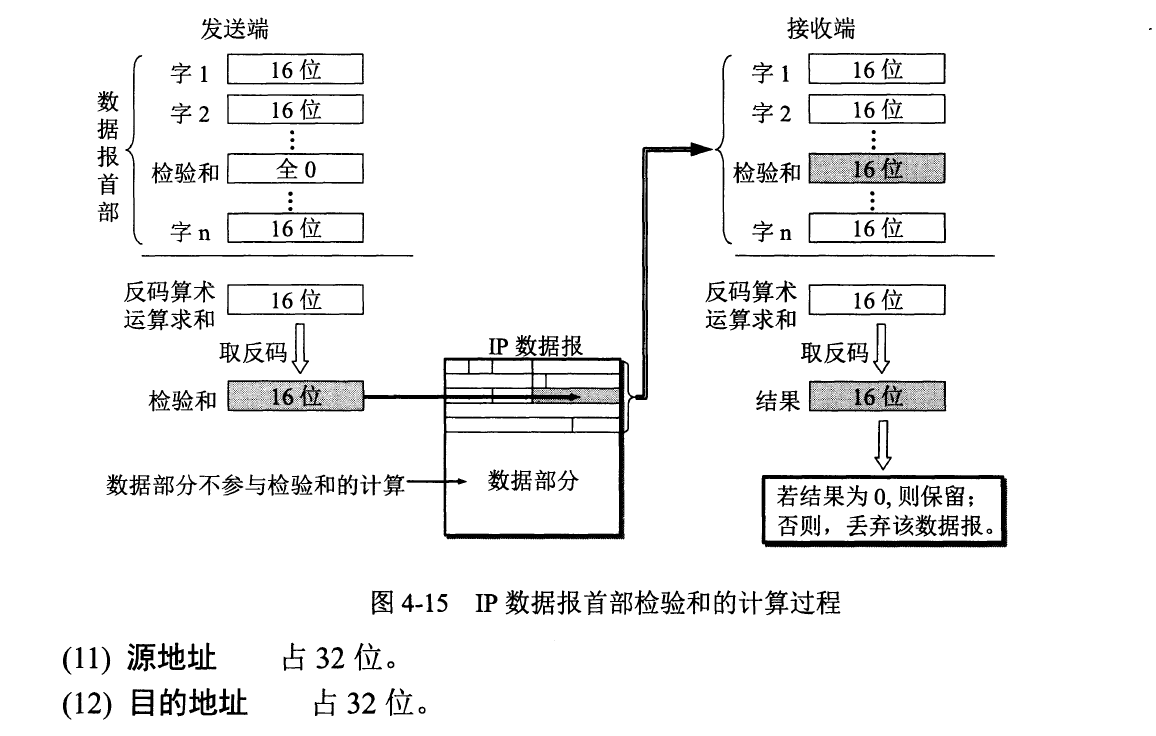 发送端
数据报首部
字 1 16 位
字 2 16 位
检验和 全 0
字 n 16 位
反码算术
运算求和 16 位
取反码
检验和 16 位
数据部分不参与检验和的计算
IP 数据报
数据部分
接收端
字 1 16 位
字 2 16 位
检验和 16 位
字 n 16 位
反码算术
运算求和 16 位
取反码
结果 16 位
若结果为 0, 则保留;
否则，丢弃该数据报。
图 4-15 IP 数据报首部检验和的计算过程
(11) 源地址 占 32 位。
(12) 目的地址 占 32 位。